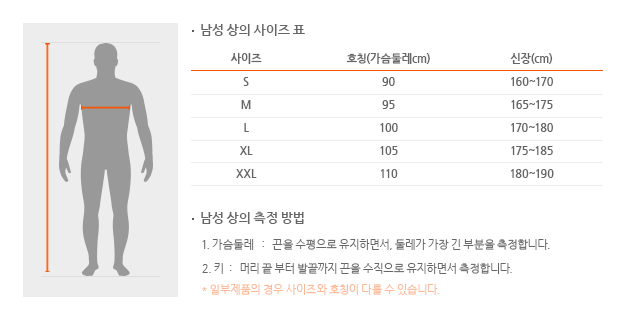 · 남성 상의 사이즈 표
사이즈 호칭(가슴둘레cm) 신장(cm)
S 90 160~170
M 95 165~175
L 100 170~180
XL 105 175~185
XXL 110 180~190
· 남성 상의 측정 방법
1. 가슴둘레 : 끈을 수평으로 유지하면서, 둘레가 가장 긴 부분을 측정합니다.
2. 키 : 머리 끝 부터 발끝까지 끈을 수직으로 유지하면서 측정합니다.
* 일부제품의 경우 사이즈와 호칭이 다를 수 있습니다.